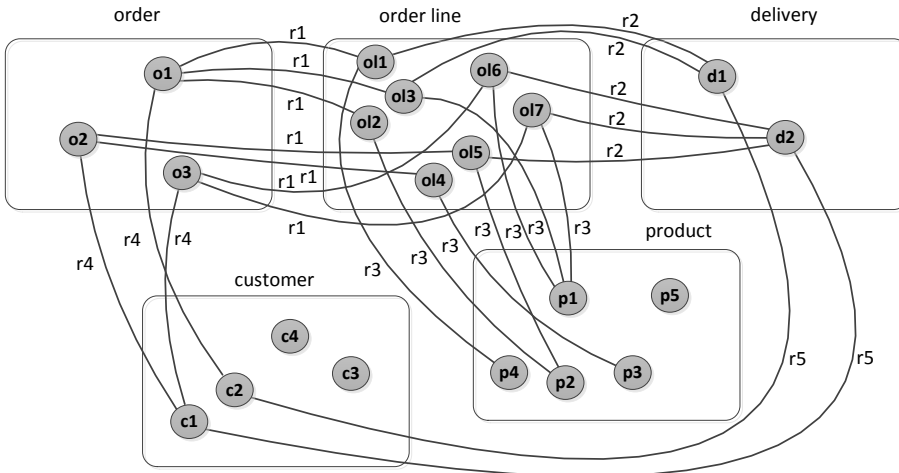 order
order line
delivery
r1
r2
o1
ol1
ol6
r2
d1
r1
ol3
r2
r1
ol2
ol7
r2
o2
r1
ol5
d2
r2
o3
r1
r1
ol4
r1
r3
r3
r3
r3
product
r4
r4
r4
r3
r3
customer
p1
p5
c4
r5
r5
c3
p4
p2
p3
c2
c1